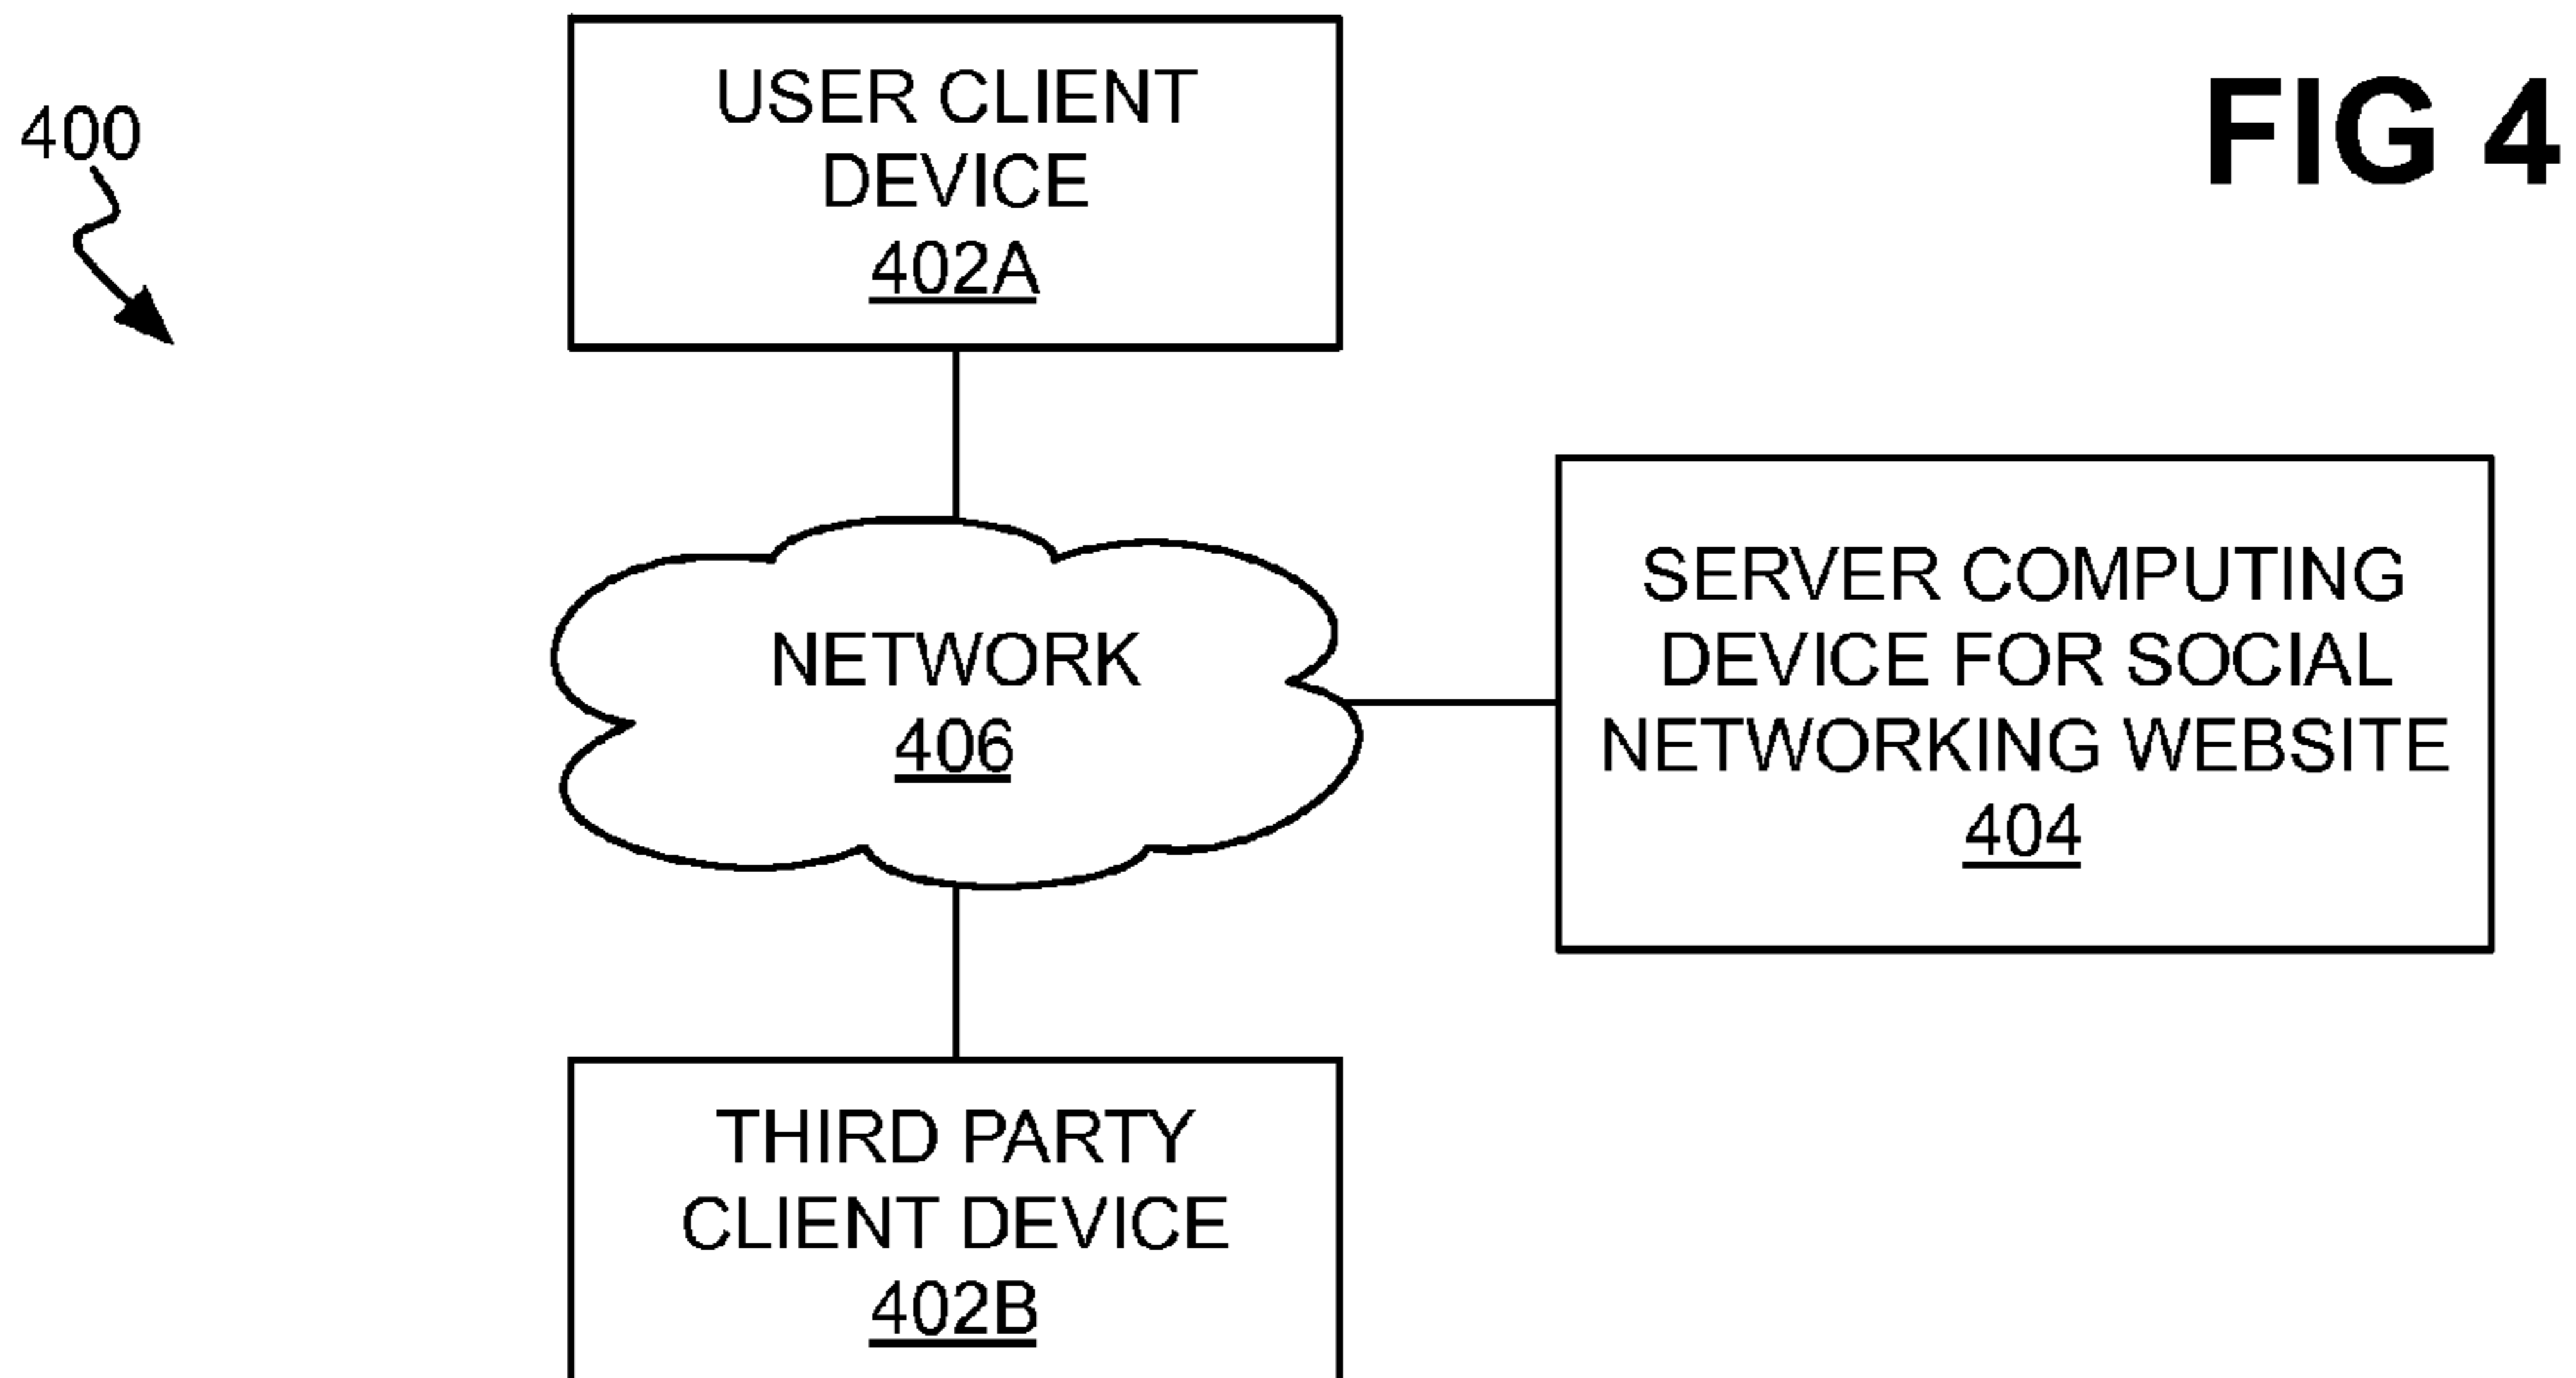 400
USER CLIENT
DEVICE
402A
FIG 4
NETWORK
406
SERVER COMPUTING
DEVICE FOR SOCIAL
NETWORKING WEBSITE
404
THIRD PARTY
CLIENT DEVICE
402B